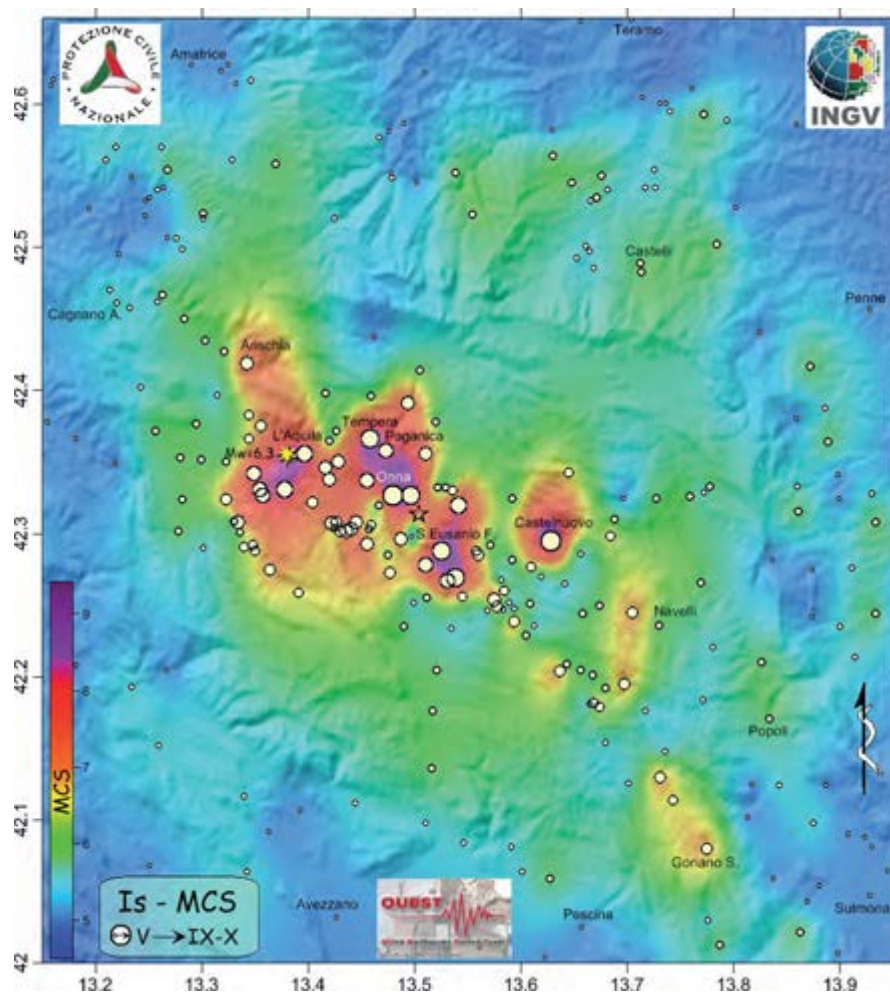 PROTEZIONE CIVILE
NAZIONALE
INGV
Teramo
Amatrice
Castelli
Penne
Cagnano A.
Arischia
Tempera
L'Aquila
Paganica
Mw=6.3
Onna
Castelnuovo
S.Eusanio F.
Navelli
Popoli
Goriano S.
Avezzano
Pescina
Sulmona
QUEST
Is - MCS
V IX-X
MCS
9
8
7
6
5
42.6
42.5
42.4
42.3
42.2
42.1
42
13.2
13.3
13.4
13.5
13.6
13.7
13.8
13.9